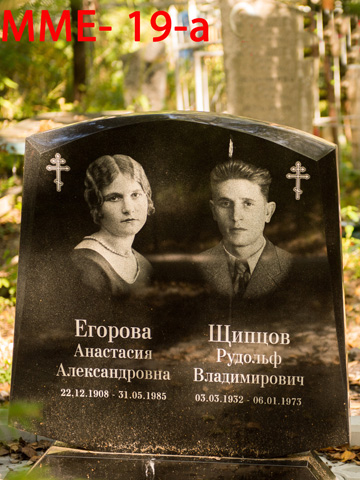 MME- 19-а
Егорова
Анастасия
Александровна
22.12.1908 - 31.05.1985
Щипцов
Рудольф
Владимирович
03.03.1932 - 06.01.1973